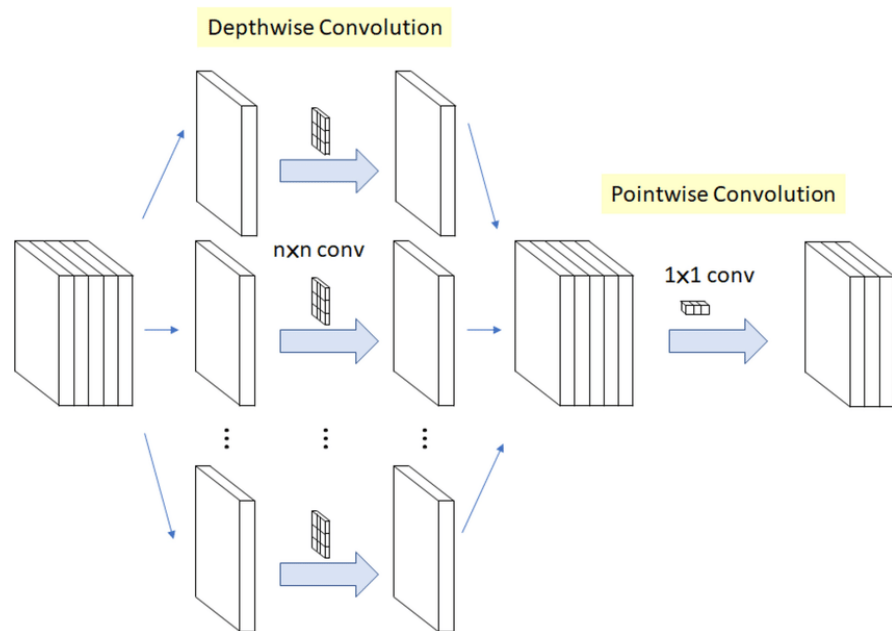 Depthwise Convolution
Pointwise Convolution
nxn conv
1x1 conv